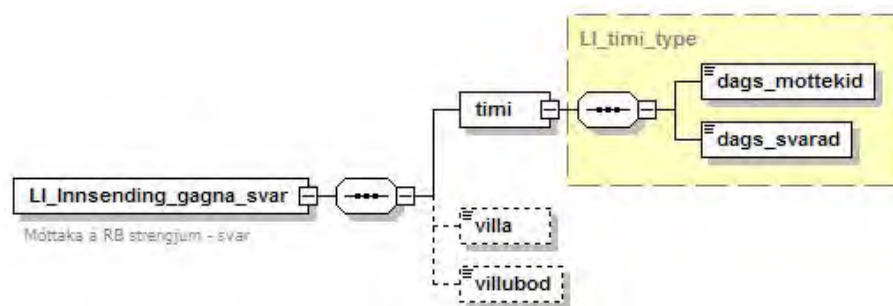 LI_timi_type
dags_mottekid
timi
dags_svarad
LI_Innsending_gagna_svar
Móttaka á RB strengjum - svar
villa
villubod